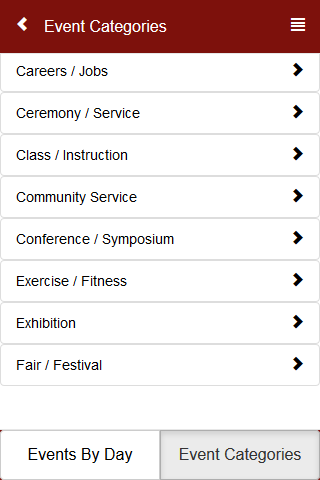 Event Categories
Careers / Jobs
Ceremony / Service
Class / Instruction
Community Service
Conference / Symposium
Exercise / Fitness
Exhibition
Fair / Festival
Events By Day
Event Categories